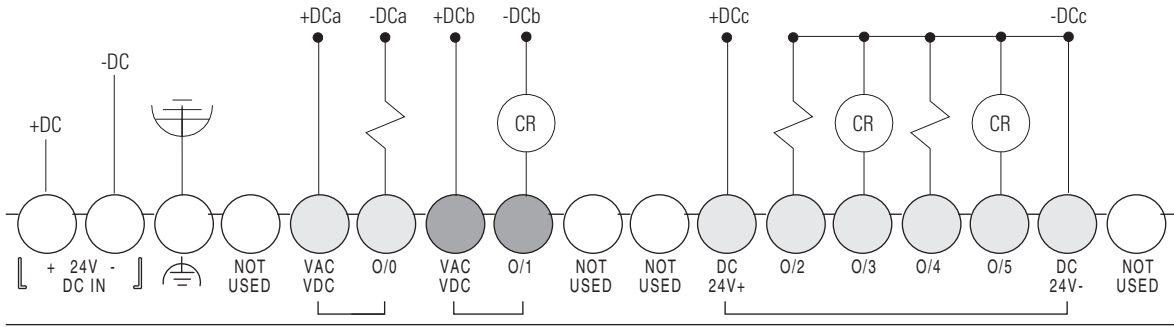 +DCa -DCa +DCb -DCb +DCc -DCc
-DC
+DC
CR CR CR
+ 24V - NOT VAC O/0 VAC O/1 NOT NOT DC O/2 O/3 O/4 O/5 DC NOT
DC IN USED VDC VDC USED USED 24V+ 24V- USED